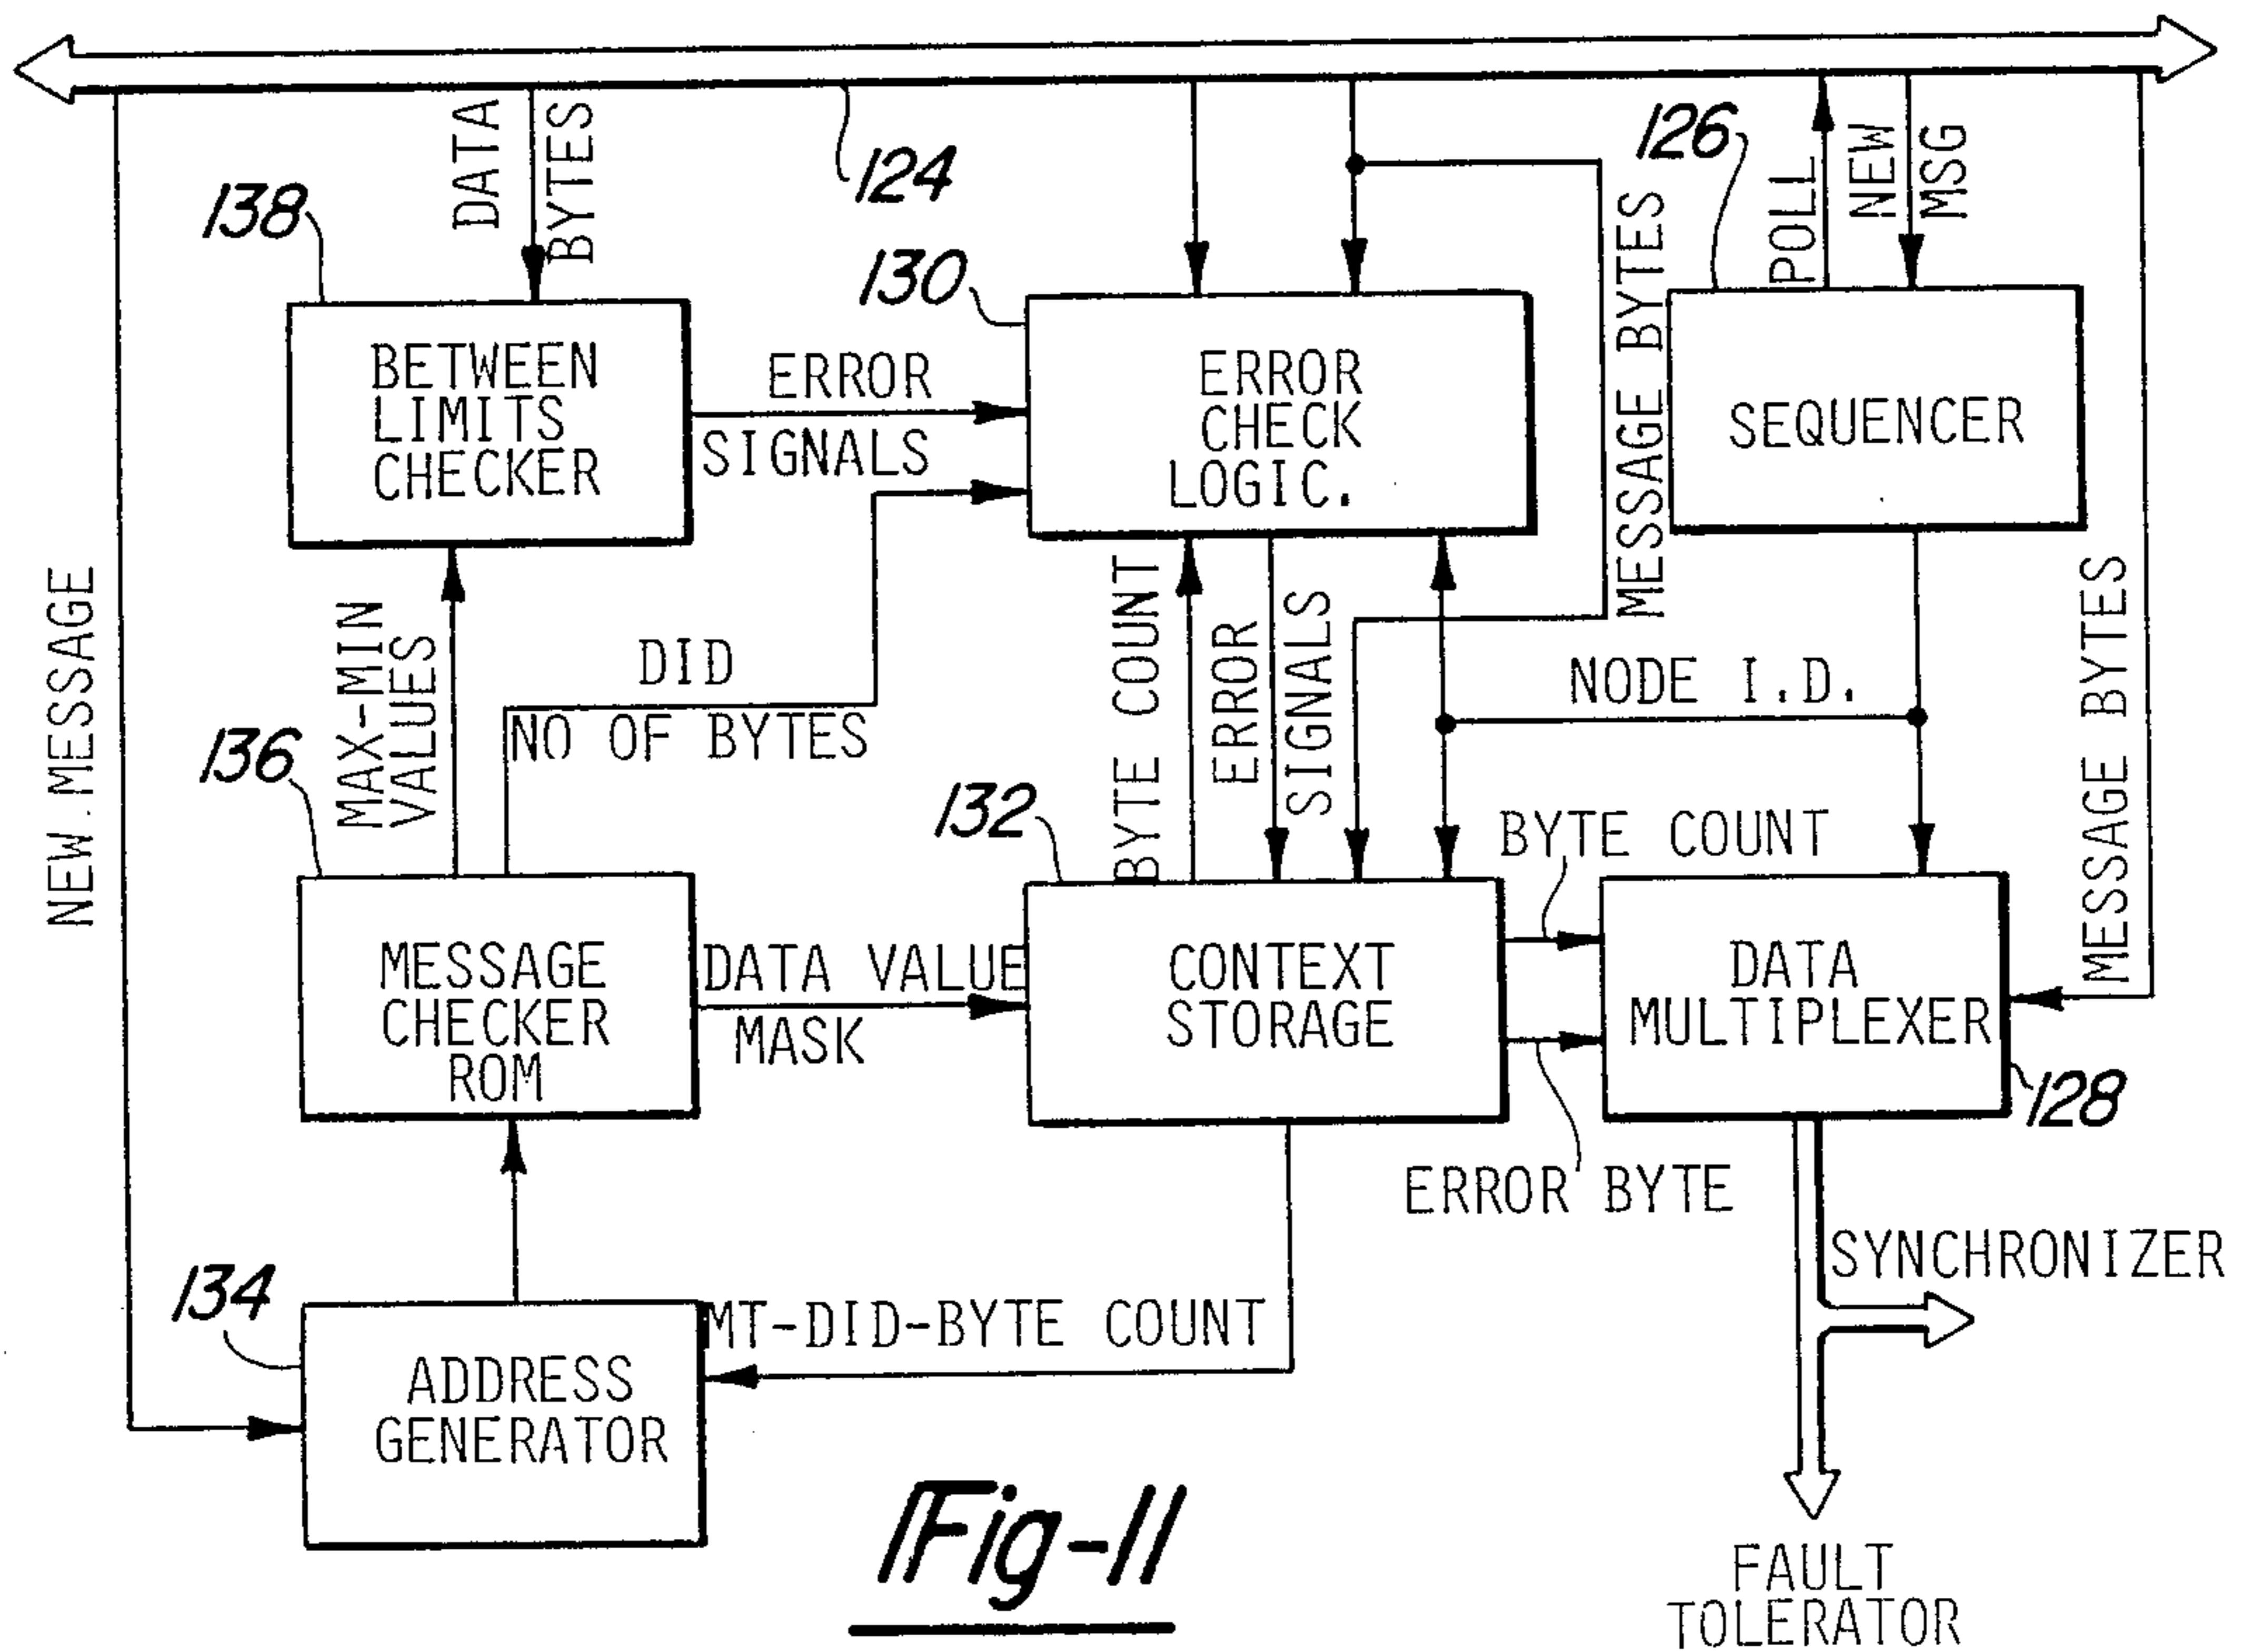 DATA
BYTES
124
126
POLL
NEW
MSG
138
130
MESSAGE BYTES
BETWEEN
LIMITS
CHECKER
ERROR
SIGNALS
ERROR
CHECK
LOGIC.
SEQUENCER
NEW.MESSAGE
MAX-MIN
VALUES
DID
NO OF BYTES
BYTE COUNT
ERROR
SIGNALS
NODE I.D.
MESSAGE BYTES
136
132
BYTE COUNT
MESSAGE
CHECKER
ROM
DATA VALUE
MASK
CONTEXT
STORAGE
DATA
MULTIPLEXER
128
ERROR BYTE
SYNCHRONIZER
134
MT-DID-BYTE COUNT
ADDRESS
GENERATOR
Fig-11
FAULT
TOLERATOR